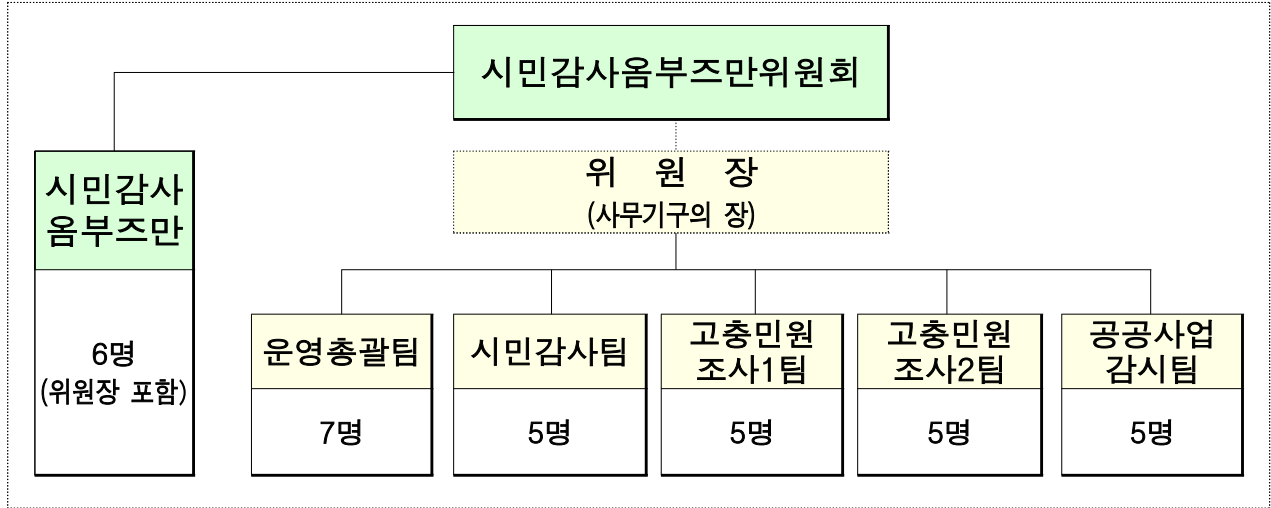 시민감사옴부즈만위원회
시민감사
옴부즈만
6명
(위원장 포함)
위 원 장
(사무기구의 장)
운영총괄팀
7명
시민감사팀
5명
고충민원
조사1팀
5명
고충민원
조사2팀
5명
공공사업
감시팀
5명